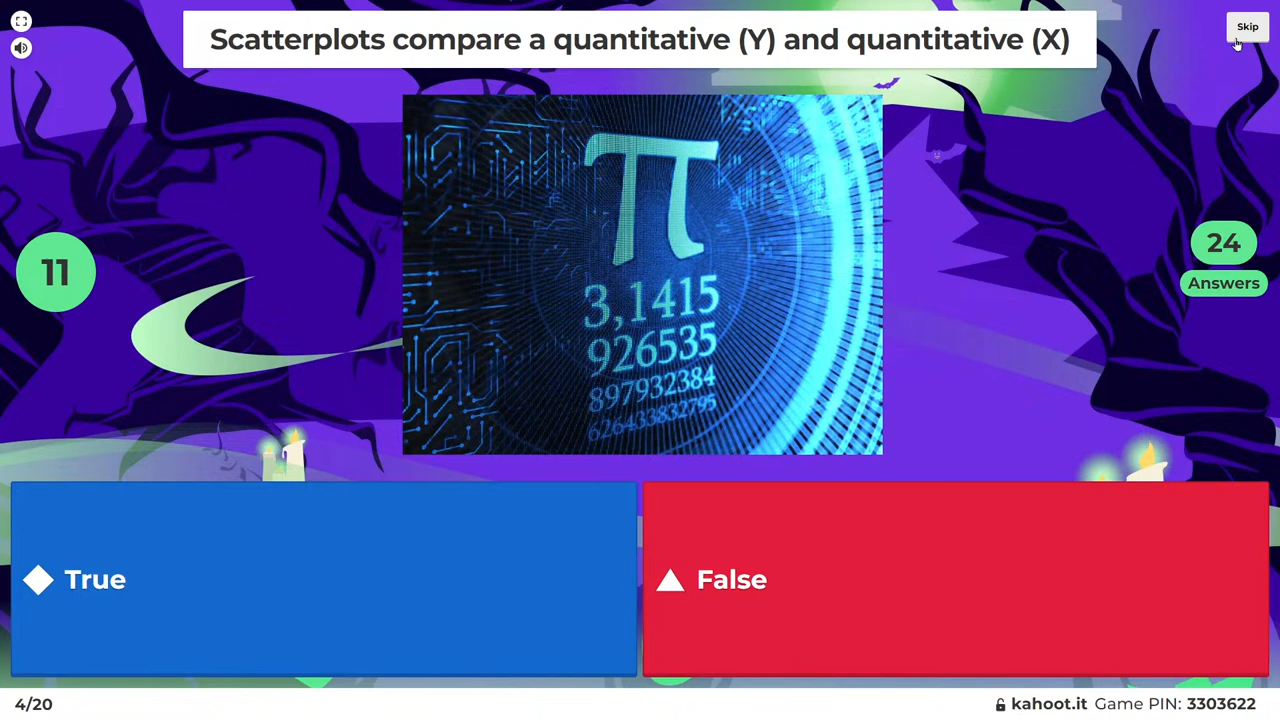 Scatterplots compare a quantitative (Y) and quantitative (X)
Skip
π
3,1415
926535
897932384
626433832795
11
24
Answers
True
False
4/20
kahoot.it Game PIN: 3303622